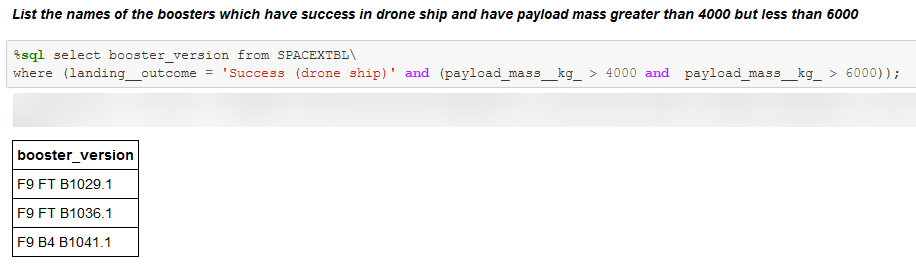 List the names of the boosters which have success in drone ship and have payload mass greater than 4000 but less than 6000
%sql select booster_version from SPACEXTBL\
where (landing__outcome = 'Success (drone ship)' and (payload_mass__kg_ > 4000 and  payload_mass__kg_ > 6000));
booster_version
F9 FT B1029.1
F9 FT B1036.1
F9 B4 B1041.1